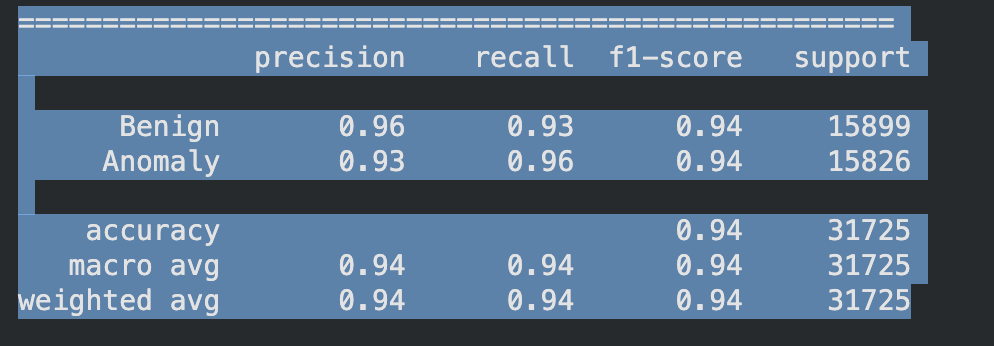 ====================================================
precision recall f1-score support
Benign 0.96 0.93 0.94 15899
Anomaly 0.93 0.96 0.94 15826
accuracy 0.94 31725
macro avg 0.94 0.94 0.94 31725
weighted avg 0.94 0.94 0.94 31725